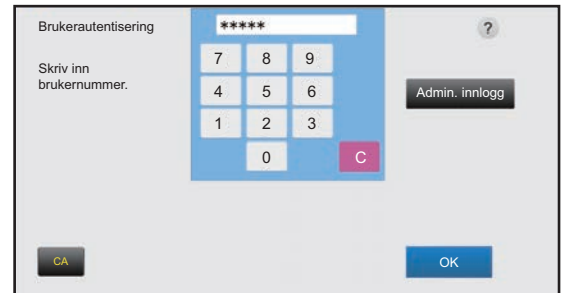 Brukerautentisering
*****
?
Skriv inn
brukernummer.
7 8 9
4 5 6
Admin. innlogg
1 2 3
0 C
CA
OK